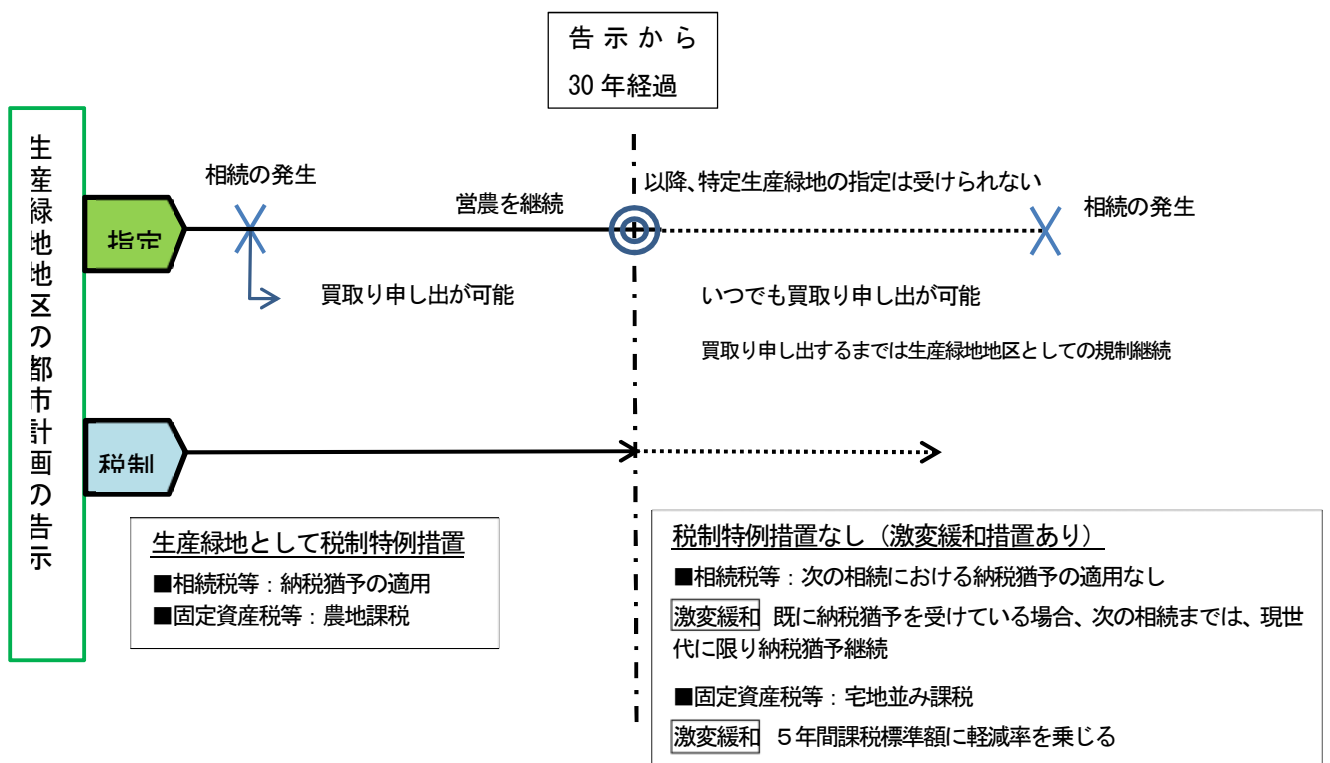 告示から
30年経過
生産緑地地区の都市計画の告示
相続の発生
以降、特定生産緑地の指定は受けられない
営農を継続
相続の発生
指定
買取り申し出が可能
いつでも買取り申し出が可能
買取り申し出するまでは生産緑地地区としての規制継続
税制
生産緑地として税制特例措置
■相続税等：納税猶予の適用
■固定資産税等：農地課税
税制特例措置なし（激変緩和措置あり）
■相続税等：次の相続における納税猶予の適用なし
激変緩和 既に納税猶予を受けている場合、次の相続までは、現世
代に限り納税猶予継続
■固定資産税等：宅地並み課税
激変緩和 ５年間課税標準額に軽減率を乗じる